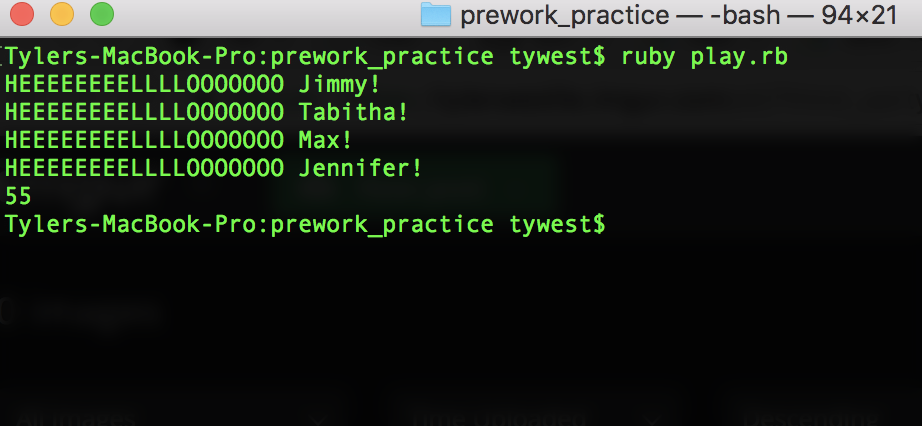 prework_practice — -bash — 94×21
Tylers-MacBook-Pro:prework_practice tywest$ ruby play.rb
HEEEEEEEELLLLOOOOOOO Jimmy!
HEEEEEEEELLLLOOOOOOO Tabitha!
HEEEEEEEELLLLOOOOOOO Max!
HEEEEEEEELLLLOOOOOOO Jennifer!
55
Tylers-MacBook-Pro:prework_practice tywest$